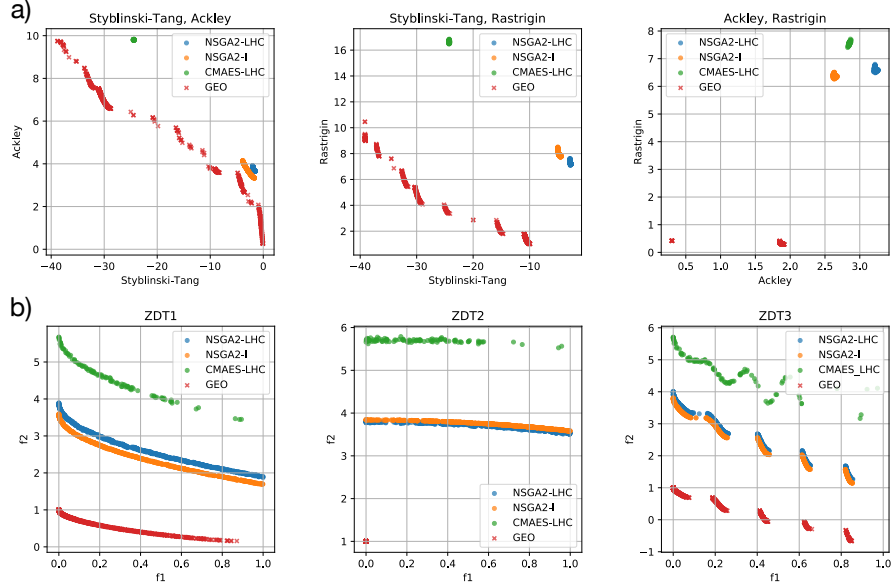 a)
Styblinski-Tang, Ackley
10
8
6
4
2
0
Ackley
−40
−30
−20
−10
0
Styblinski-Tang
NSGA2-LHC
NSGA2-I
CMAES-LHC
GEO
Styblinski-Tang, Rastrigin
16
14
12
10
8
6
4
2
0
Rastrigin
−40
−30
−20
−10
Styblinski-Tang
NSGA2-LHC
NSGA2-I
CMAES-LHC
GEO
Ackley, Rastrigin
8
7
6
5
4
3
2
1
0
Rastrigin
0.5
1.0
1.5
2.0
2.5
3.0
Ackley
NSGA2-LHC
NSGA2-I
CMAES-LHC
GEO
b)
ZDT1
5
4
3
2
1
0
f2
0.0
0.2
0.4
0.6
0.8
1.0
f1
NSGA2-LHC
NSGA2-I
CMAES-LHC
GEO
ZDT2
6
5
4
3
2
1
f2
0.0
0.2
0.4
0.6
0.8
1.0
f1
NSGA2-LHC
NSGA2-I
CMAES-LHC
GEO
ZDT3
6
5
4
3
2
1
0
−1
f2
0.0
0.2
0.4
0.6
0.8
1.0
f1
NSGA2-LHC
NSGA2-I
CMAES_LHC
GEO